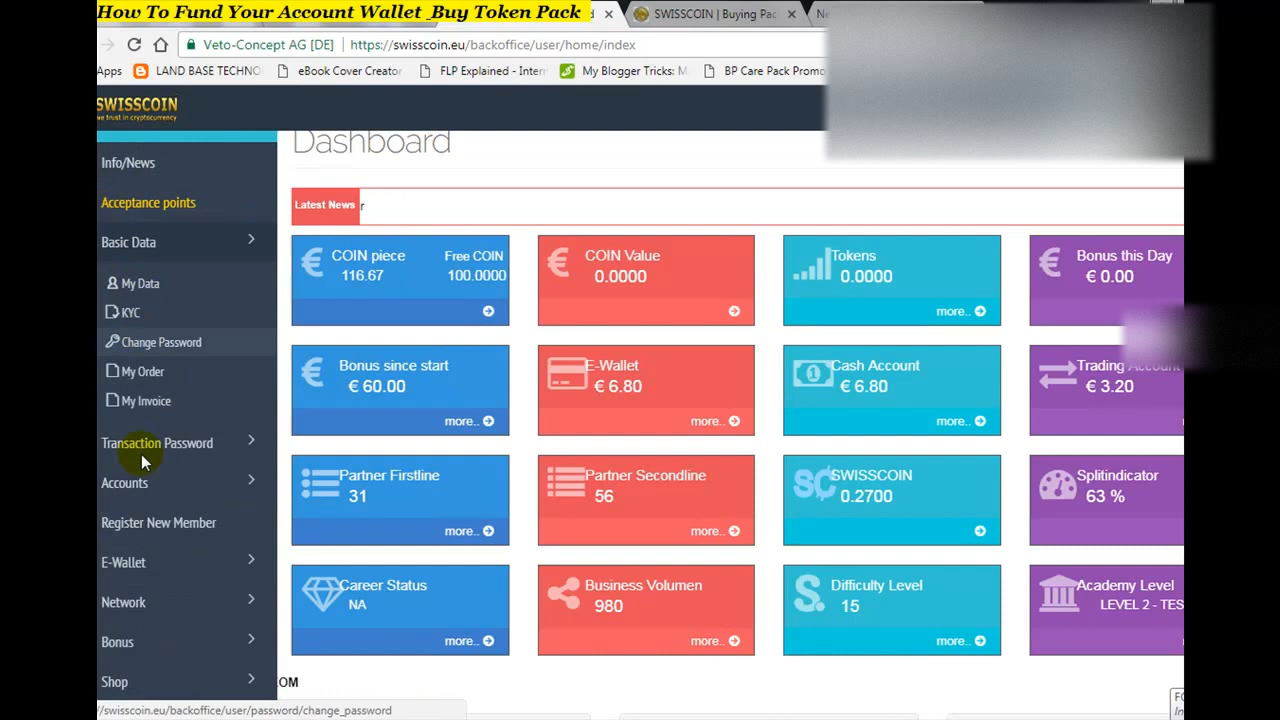 How To Fund Your Account Wallet _Buy Token Pack
SWISSCOIN | Buying Pac
Veto-Concept AG [DE]
https://swisscoin.eu/backoffice/user/home/index
Apps
LAND BASE TECHNO
eBook Cover Creator
FLP Explained - Inter
My Blogger Tricks: M
BP Care Pack Promo
SWISSCOIN
we trust in cryptocurrency
Dashboard
Info/News
Acceptance points
Latest News
r
Basic Data
My Data
KYC
Change Password
My Order
My Invoice
Transaction Password
Accounts
Register New Member
E-Wallet
Network
Bonus
Shop
COIN piece
116.67
Free COIN
100.0000
COIN Value
0.0000
Tokens
0.0000
more..
Bonus this Day
€ 0.00
Bonus since start
€ 60.00
more..
E-Wallet
€ 6.80
more..
Cash Account
€ 6.80
more..
Trading Account
€ 3.20
Partner Firstline
31
more..
Partner Secondline
56
more..
SWISSCOIN
0.2700
Splitindicator
63 %
Career Status
NA
more..
Business Volumen
980
more..
Difficulty Level
15
more..
Academy Level
LEVEL 2 - TES
OM
//swisscoin.eu/backoffice/user/password/change_password